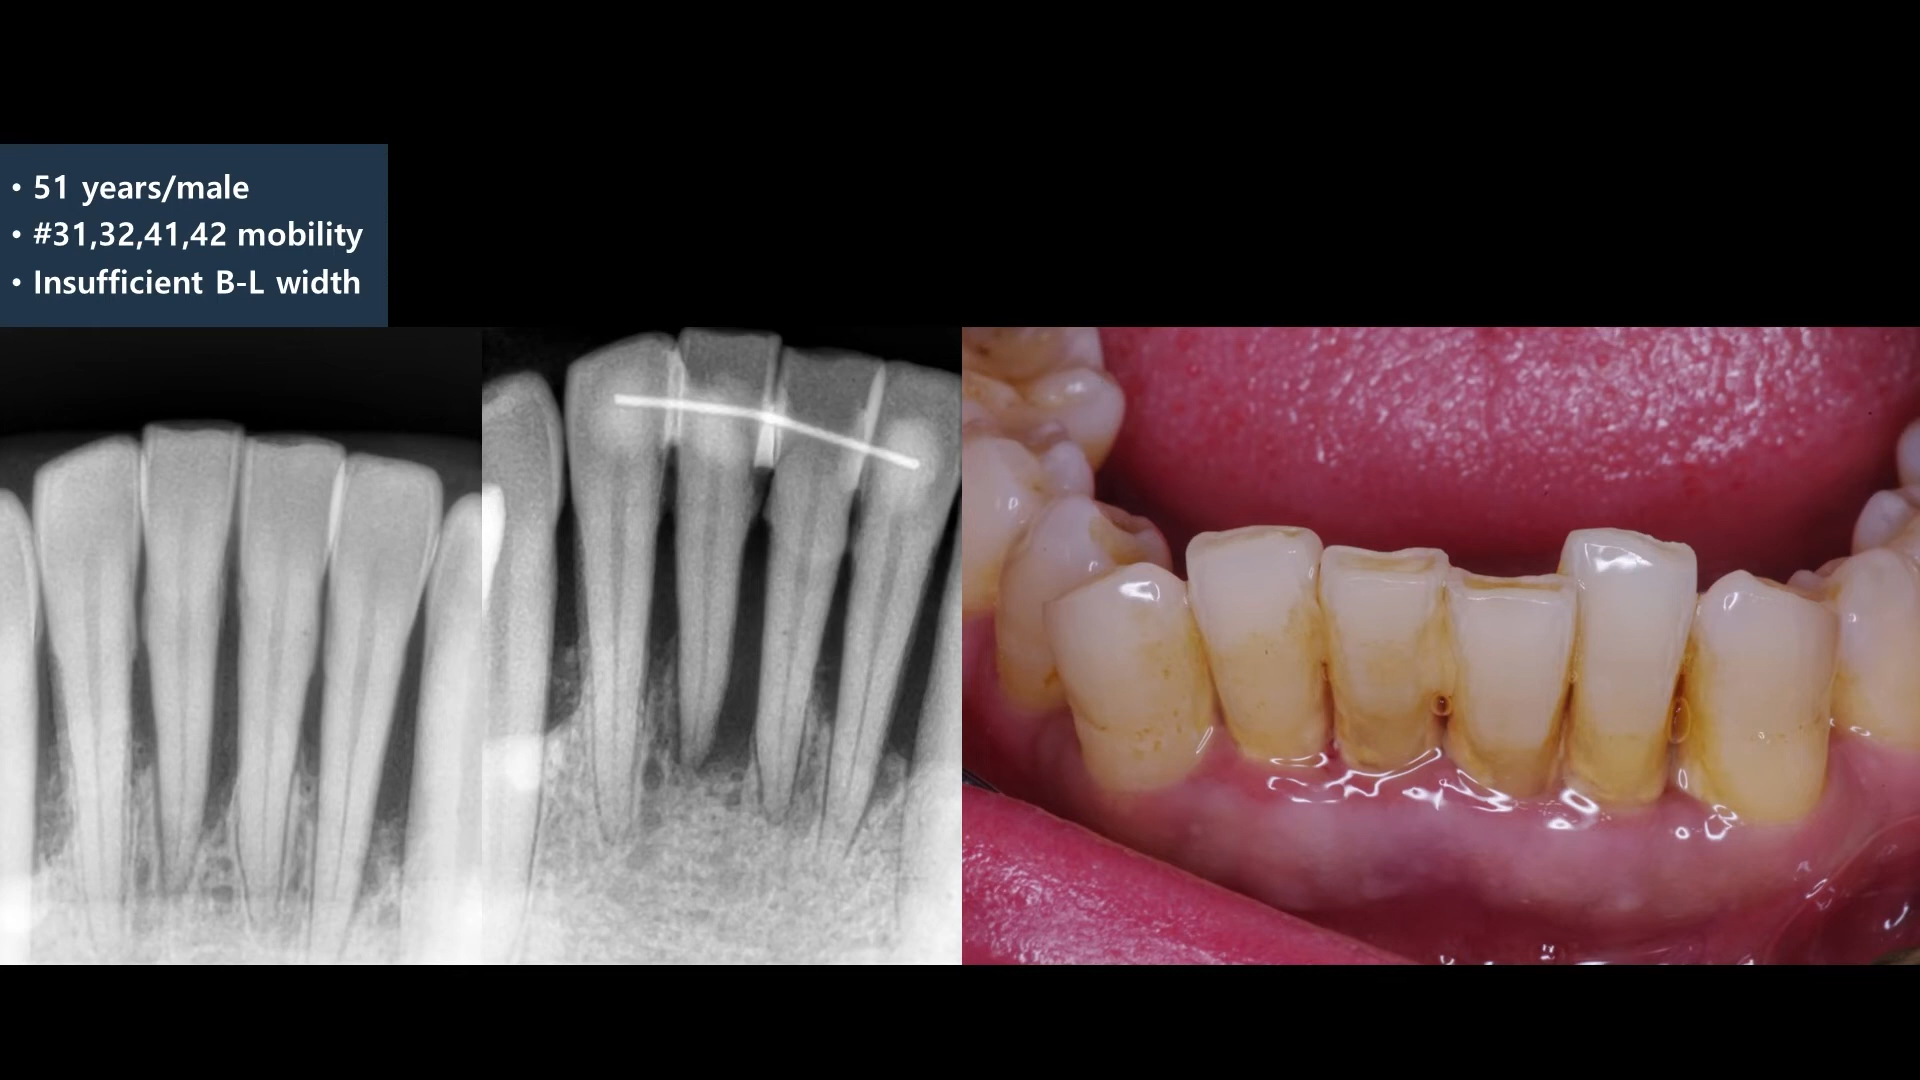 • 51 years/male
• #31,32,41,42 mobility
• Insufficient B-L width